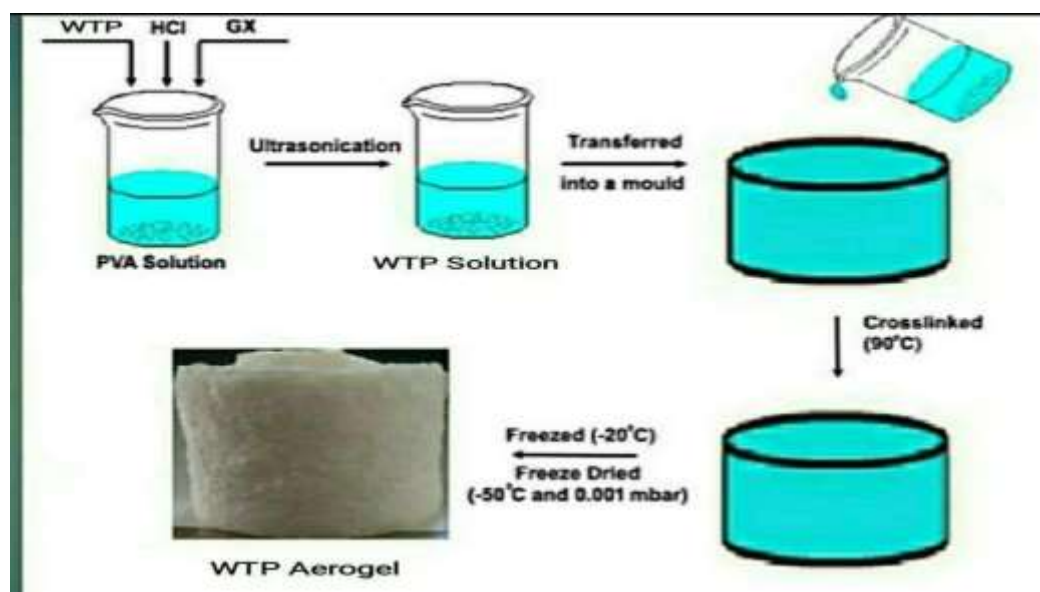 WTP HCl GX
PVA Solution
Ultrasonication
WTP Solution
Transferred
into a mould
Crosslinked
(90°C)
Freezed (-20°C)
Freeze Dried
(-50°C and 0.001 mbar)
WTP Aerogel